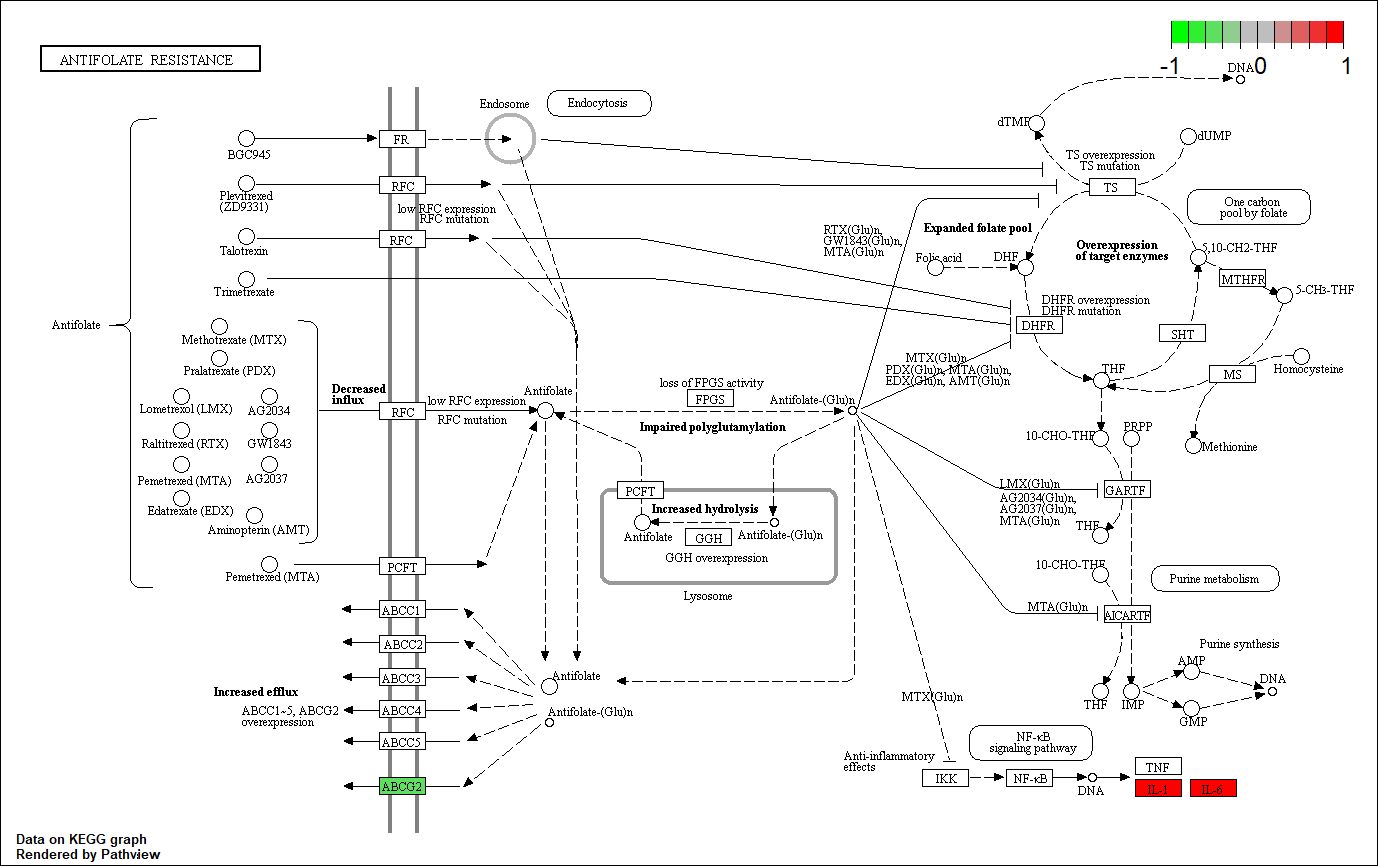 ANTIFOLATE RESISTANCE
-1
0
1
DNA
Endosome
Endocytosis
dTMP
dUMP
FR
BGC945
TS overexpression
TS mutation
TS
RFC
Plevitrexed
(ZD9331)
low RFC expression
RFC mutation
One carbon
pool by folate
RTX(Glu)n,
GW1843(Glu)n,
MTA(Glu)n
Expanded folate pool
Overexpression
of target enzymes
RFC
Talotrexin
Folic acid
DHF
5,10-CH2-THF
MTHFR
5-CH3-THF
Trimetrexate
DHFR overexpression
DHFR mutation
DHFR
SHT
Antifolate
Methotrexate (MTX)
Pralatrexate (PDX)
Lometrexol (LMX)
AG2034
Raltitrexed (RTX)
GW1843
Pemetrexed (MTA)
AG2037
Edatrexate (EDX)
Aminopterin (AMT)
Decreased
influx
RFC
low RFC expression
RFC mutation
Antifolate
loss of FPGS activity
FPGS
Impaired polyglutamylation
Antifolate-(Glu)n
MTX(Glu)n
PDX(Glu)n, MTA(Glu)n,
EDX(Glu)n, AMT(Glu)n
THF
MS
Homocysteine
Methionine
10-CHO-THF
PRPP
PCFT
Increased hydrolysis
Antifolate
GGH
Antifolate-(Glu)n
GGH overexpression
Lysosome
LMX(Glu)n
AG2034(Glu)n,
AG2037(Glu)n,
MTA(Glu)n
GARTF
THF
10-CHO-THF
Purine metabolism
MTA(Glu)n
AICARTF
Pemetrexed (MTA)
PCFT
ABCC1
ABCC2
ABCC3
ABCC4
ABCC5
ABCG2
Increased efflux
ABCC1~5, ABCG2
overexpression
Antifolate
Antifolate-(Glu)n
Purine synthesis
AMP
DNA
THF
IMP
GMP
MTX(Glu)n
NF-κB
signaling pathway
Anti-inflammatory
effects
IKK
NF-κB
DNA
TNF
IL-1
IL-6
Data on KEGG graph
Rendered by Pathview